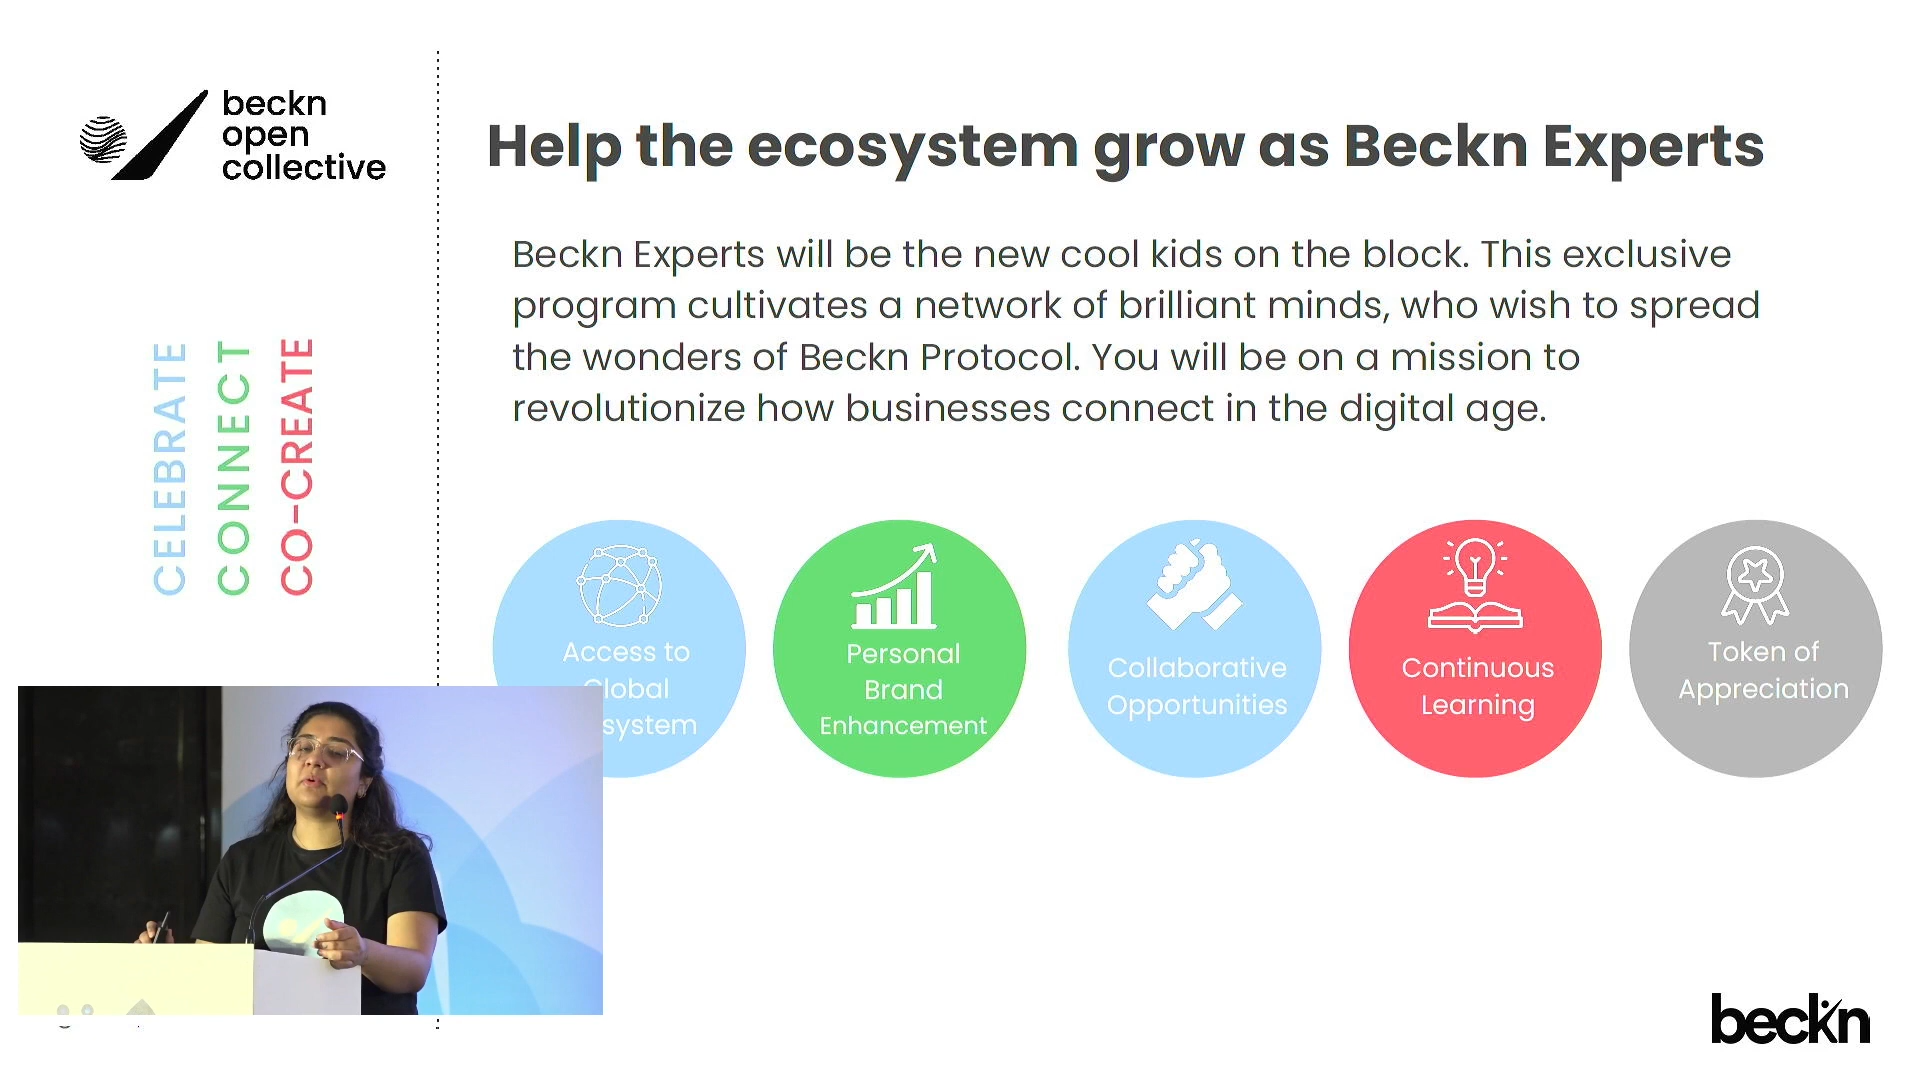 beckn
open
collective
CELEBRATE
CONNECT
CO-CREATE
Help the ecosystem grow as Beckn Experts
Beckn Experts will be the new cool kids on the block. This exclusive
program cultivates a network of brilliant minds, who wish to spread
the wonders of Beckn Protocol. You will be on a mission to
revolutionize how businesses connect in the digital age.
Access to
Global
system
Personal
Brand
Enhancement
Collaborative
Opportunities
Continuous
Learning
Token of
Appreciation
beckn